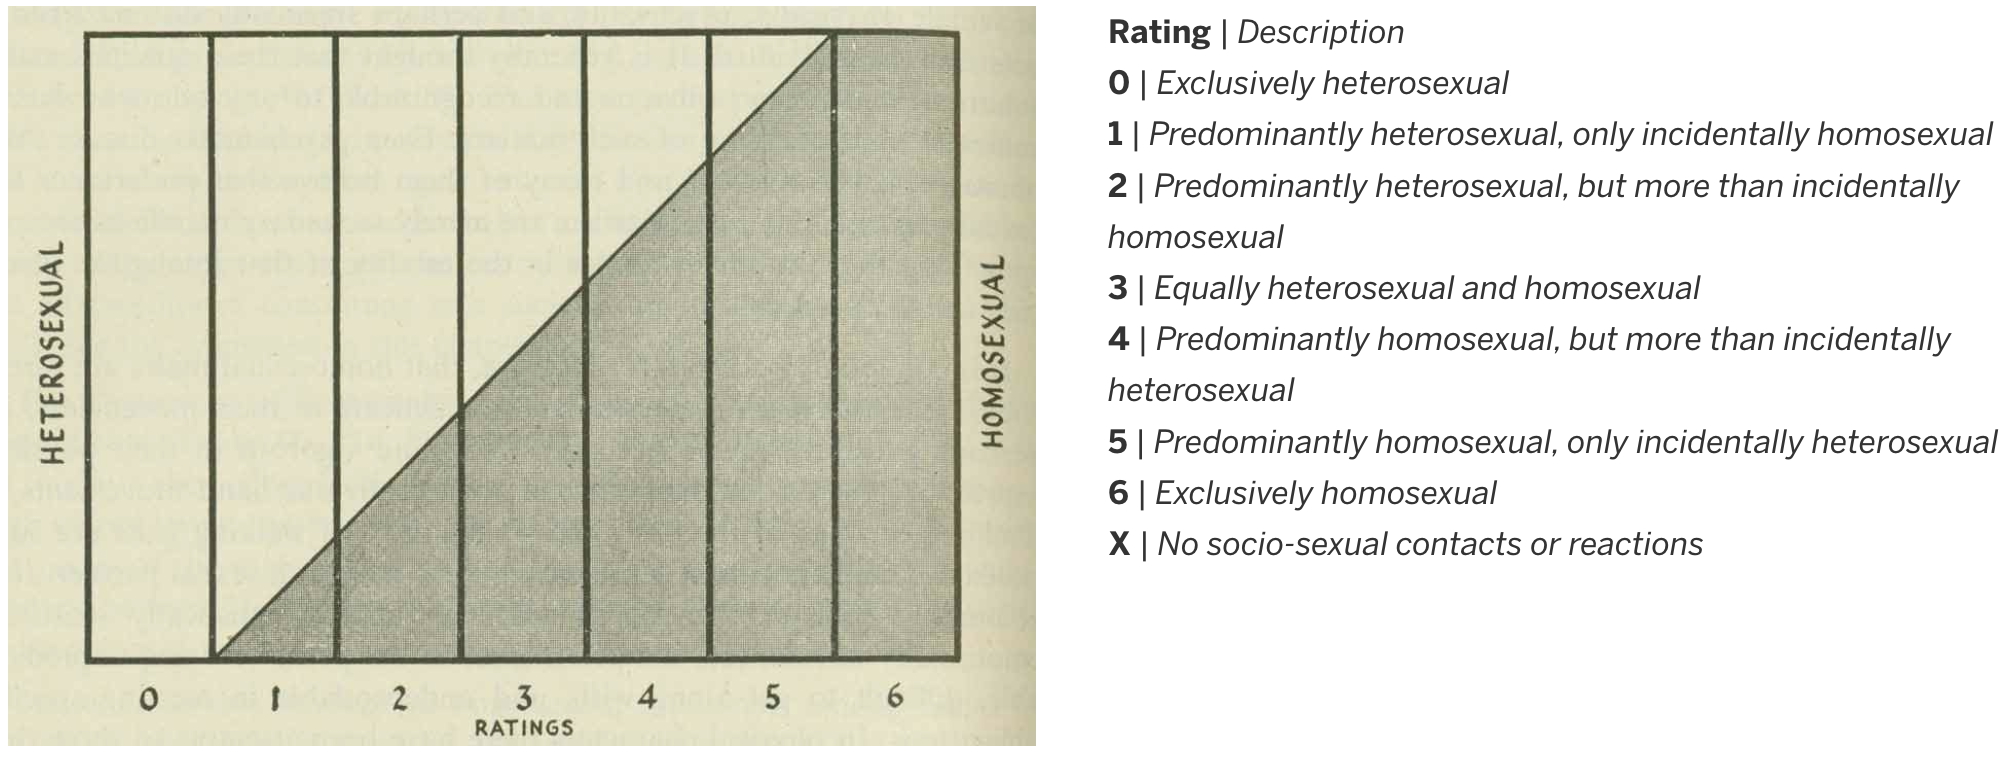 HETEROSEXUAL
HOMOSEXUAL
0 1 2 3 4 5 6
RATINGS
Rating | Description
0 | Exclusively heterosexual
1 | Predominantly heterosexual, only incidentally homosexual
2 | Predominantly heterosexual, but more than incidentally
homosexual
3 | Equally heterosexual and homosexual
4 | Predominantly homosexual, but more than incidentally
heterosexual
5 | Predominantly homosexual, only incidentally heterosexual
6 | Exclusively homosexual
X | No socio-sexual contacts or reactions